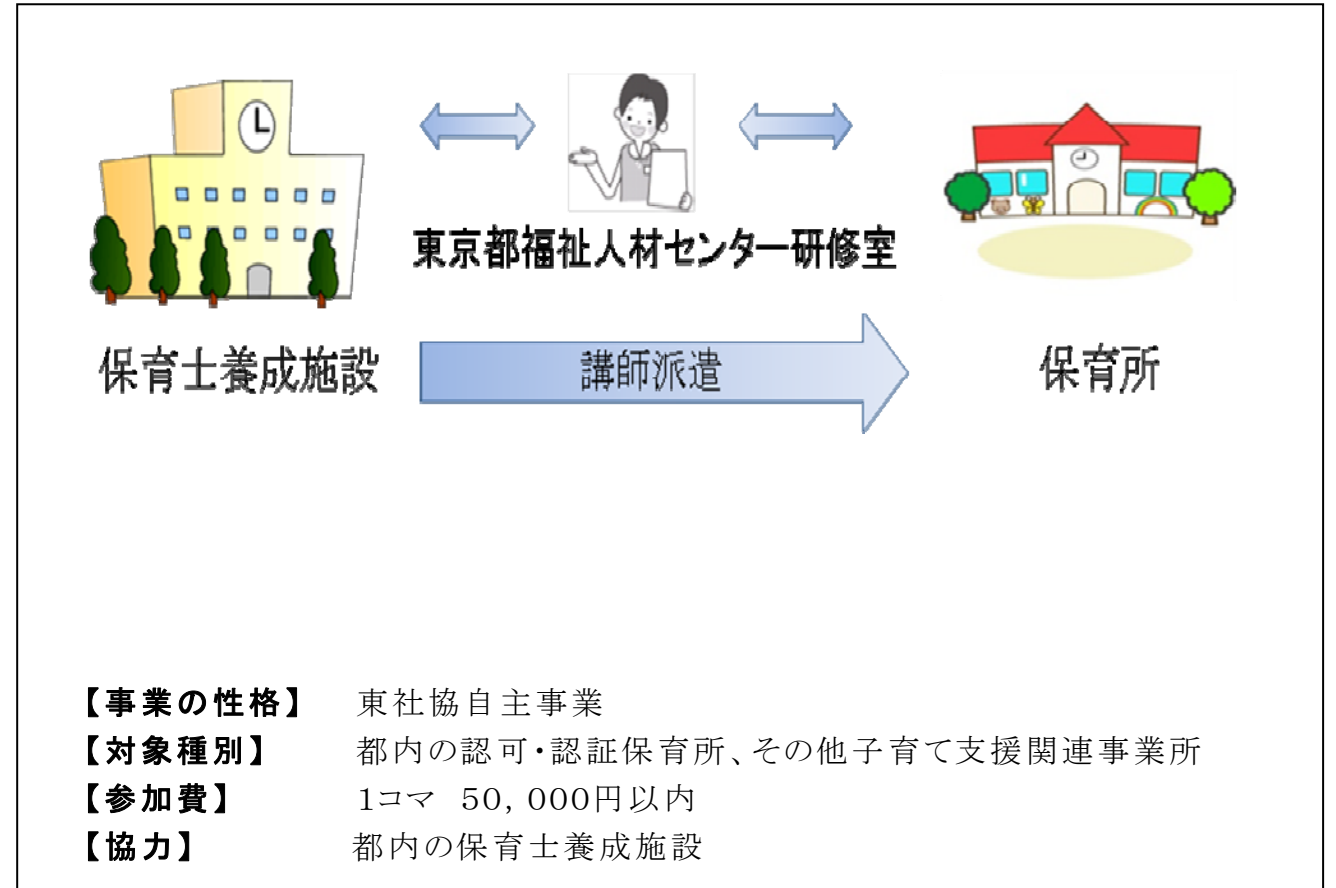 東京都福祉人材センター研修室
保育士養成施設
講師派遣
保育所
【事業の性格】　東社協自主事業
【対象種別】　都内の認可・認証保育所、その他子育て支援関連事業所
【参加費】　1コマ　50,000円以内
【協力】　都内の保育士養成施設